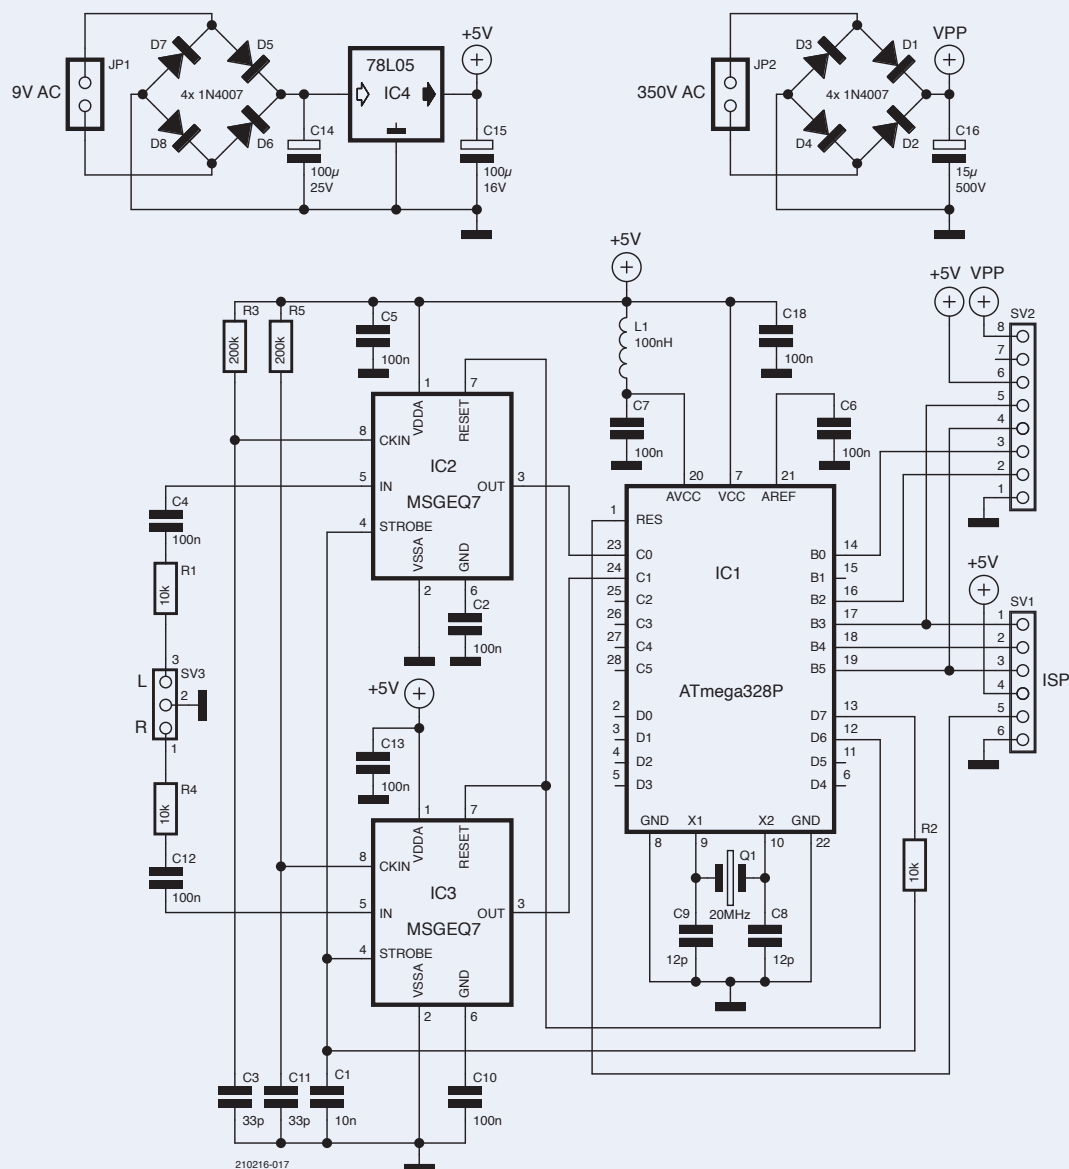 9V AC
JP1
D7
D5
4x 1N4007
D8
D6
C14
100µ
25V
78L05
IC4
+5V
C15
100µ
16V
350V AC
JP2
D3
D1
4x 1N4007
D4
D2
VPP
C16
15µ
500V
+5V
+5V
VPP
SV2
8
7
6
5
4
3
2
1
R3
200k
R5
200k
C5
100n
L1
100nH
C18
100n
C7
100n
C6
100n
1
7
VDDA
RESET
8
CKIN
IC2
5
IN
OUT
3
MSGEQ7
4
STROBE
VSSA
GND
2
6
C2
100n
C4
100n
R1
10k
3
L
SV3
2
R
1
R4
10k
C12
100n
+5V
C13
100n
1
7
VDDA
RESET
8
CKIN
IC3
5
IN
OUT
3
MSGEQ7
4
STROBE
VSSA
GND
2
6
20
7
21
AVCC
VCC
AREF
1
RES
23
C0
24
C1
25
C2
26
C3
27
C4
28
C5
2
D0
3
D1
4
D2
5
D3
IC1
ATmega328P
B0
14
B1
15
B2
16
B3
17
B4
18
B5
19
D7
13
D6
12
D5
11
D4
6
GND
X1
X2
GND
8
9
10
22
Q1
20MHz
C9
12p
C8
12p
R2
10k
+5V
SV1
1
2
3
4
5
6
ISP
C3
33p
C11
33p
C1
10n
C10
100n
210216-017